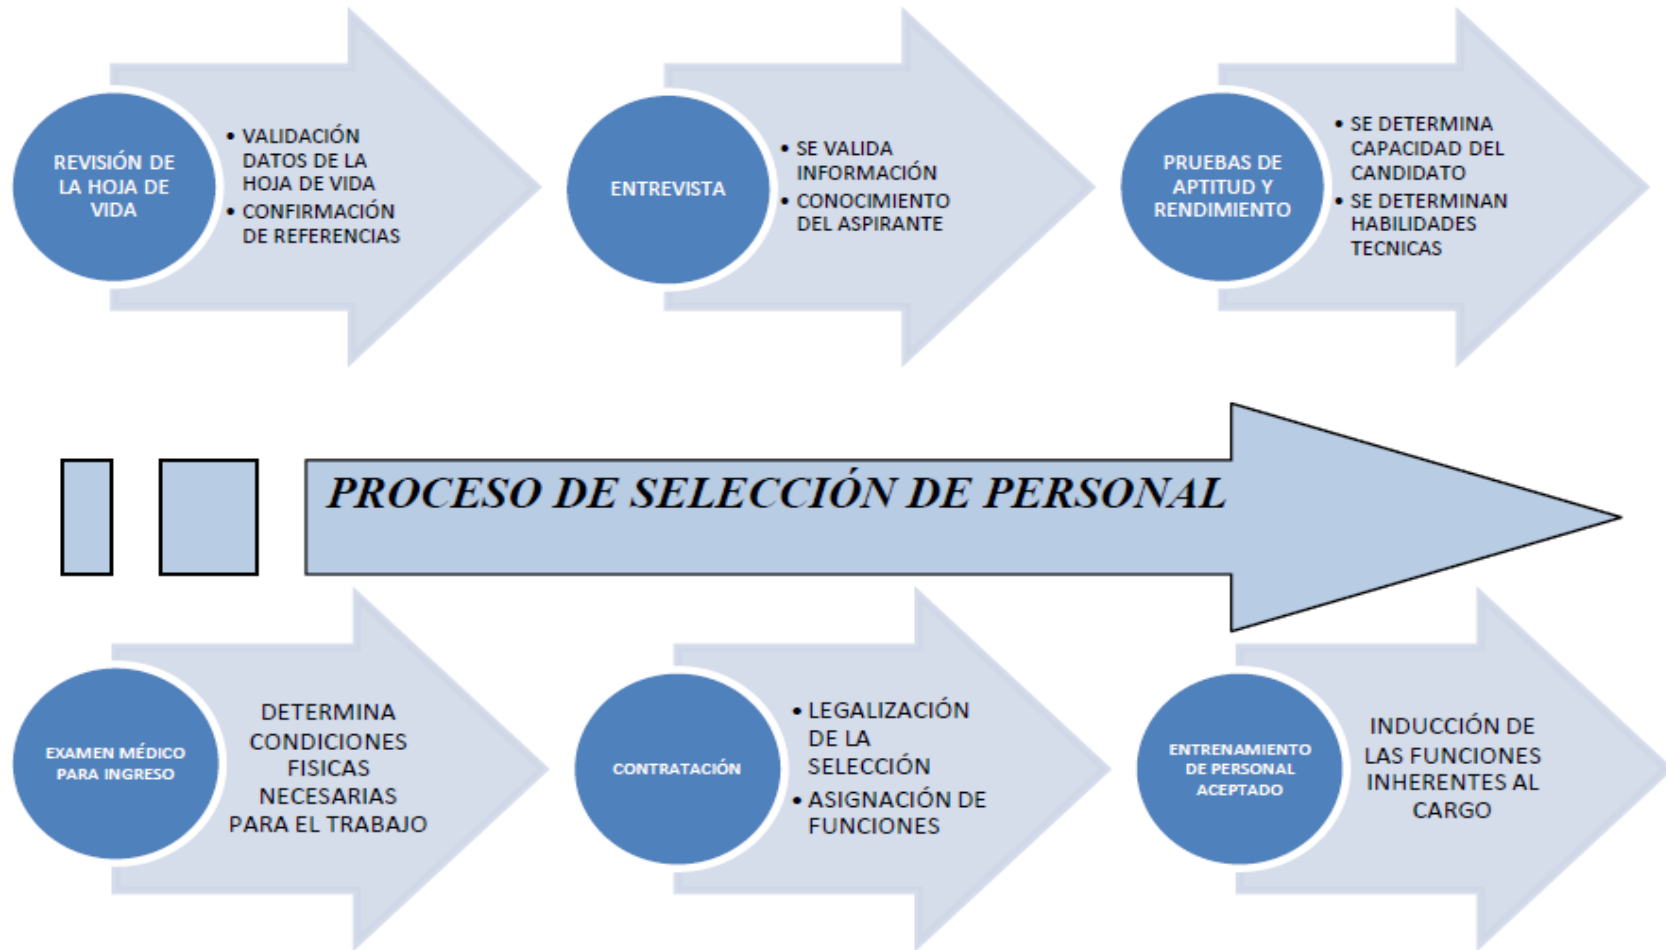 REVISIÓN DE
LA HOJA DE
VIDA
• VALIDACIÓN
DATOS DE LA
HOJA DE VIDA
• CONFIRMACIÓN
DE REFERENCIAS
ENTREVISTA
• SE VALIDA
INFORMACIÓN
• CONOCIMIENTO
DEL ASPIRANTE
PRUEBAS DE
APTITUD Y
RENDIMIENTO
• SE DETERMINA
CAPACIDAD DEL
CANDIDATO
• SE DETERMINAN
HABILIDADES
TECNICAS
PROCESO DE SELECCIÓN DE PERSONAL
EXAMEN MÉDICO
PARA INGRESO
DETERMINA
CONDICIONES
FISICAS
NECESARIAS
PARA EL TRABAJO
CONTRATACIÓN
• LEGALIZACIÓN
DE LA
SELECCIÓN
• ASIGNACIÓN DE
FUNCIONES
ENTRENAMIENTO
DE PERSONAL
ACEPTADO
INDUCCIÓN DE
LAS FUNCIONES
INHERENTES AL
CARGO